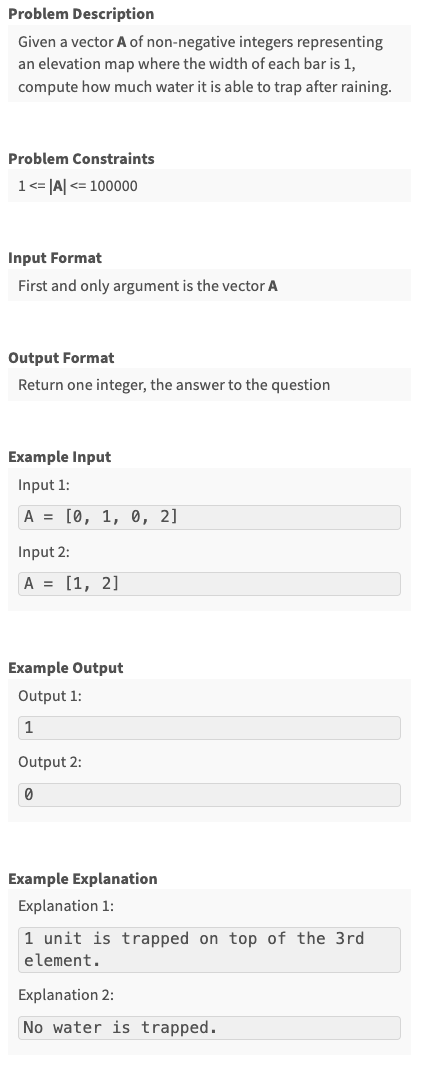 Problem Description
Given a vector A of non-negative integers representing
an elevation map where the width of each bar is 1,
compute how much water it is able to trap after raining.
Problem Constraints
1 <= |A| <= 100000
Input Format
First and only argument is the vector A
Output Format
Return one integer, the answer to the question
Example Input
Input 1:
A = [0, 1, 0, 2]
Input 2:
A = [1, 2]
Example Output
Output 1:
1
Output 2:
0
Example Explanation
Explanation 1:
1 unit is trapped on top of the 3rd
element.
Explanation 2:
No water is trapped.